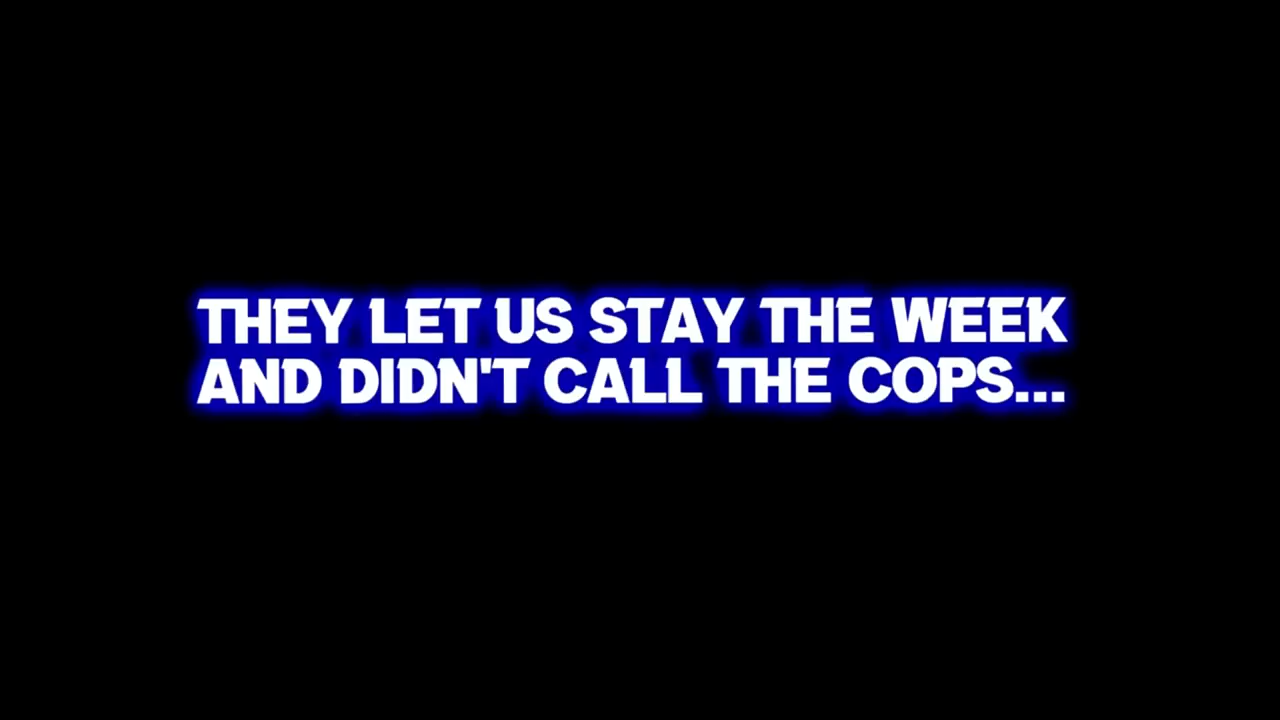 THEY LET US STAY THE WEEK
AND DIDN'T CALL THE COPS...